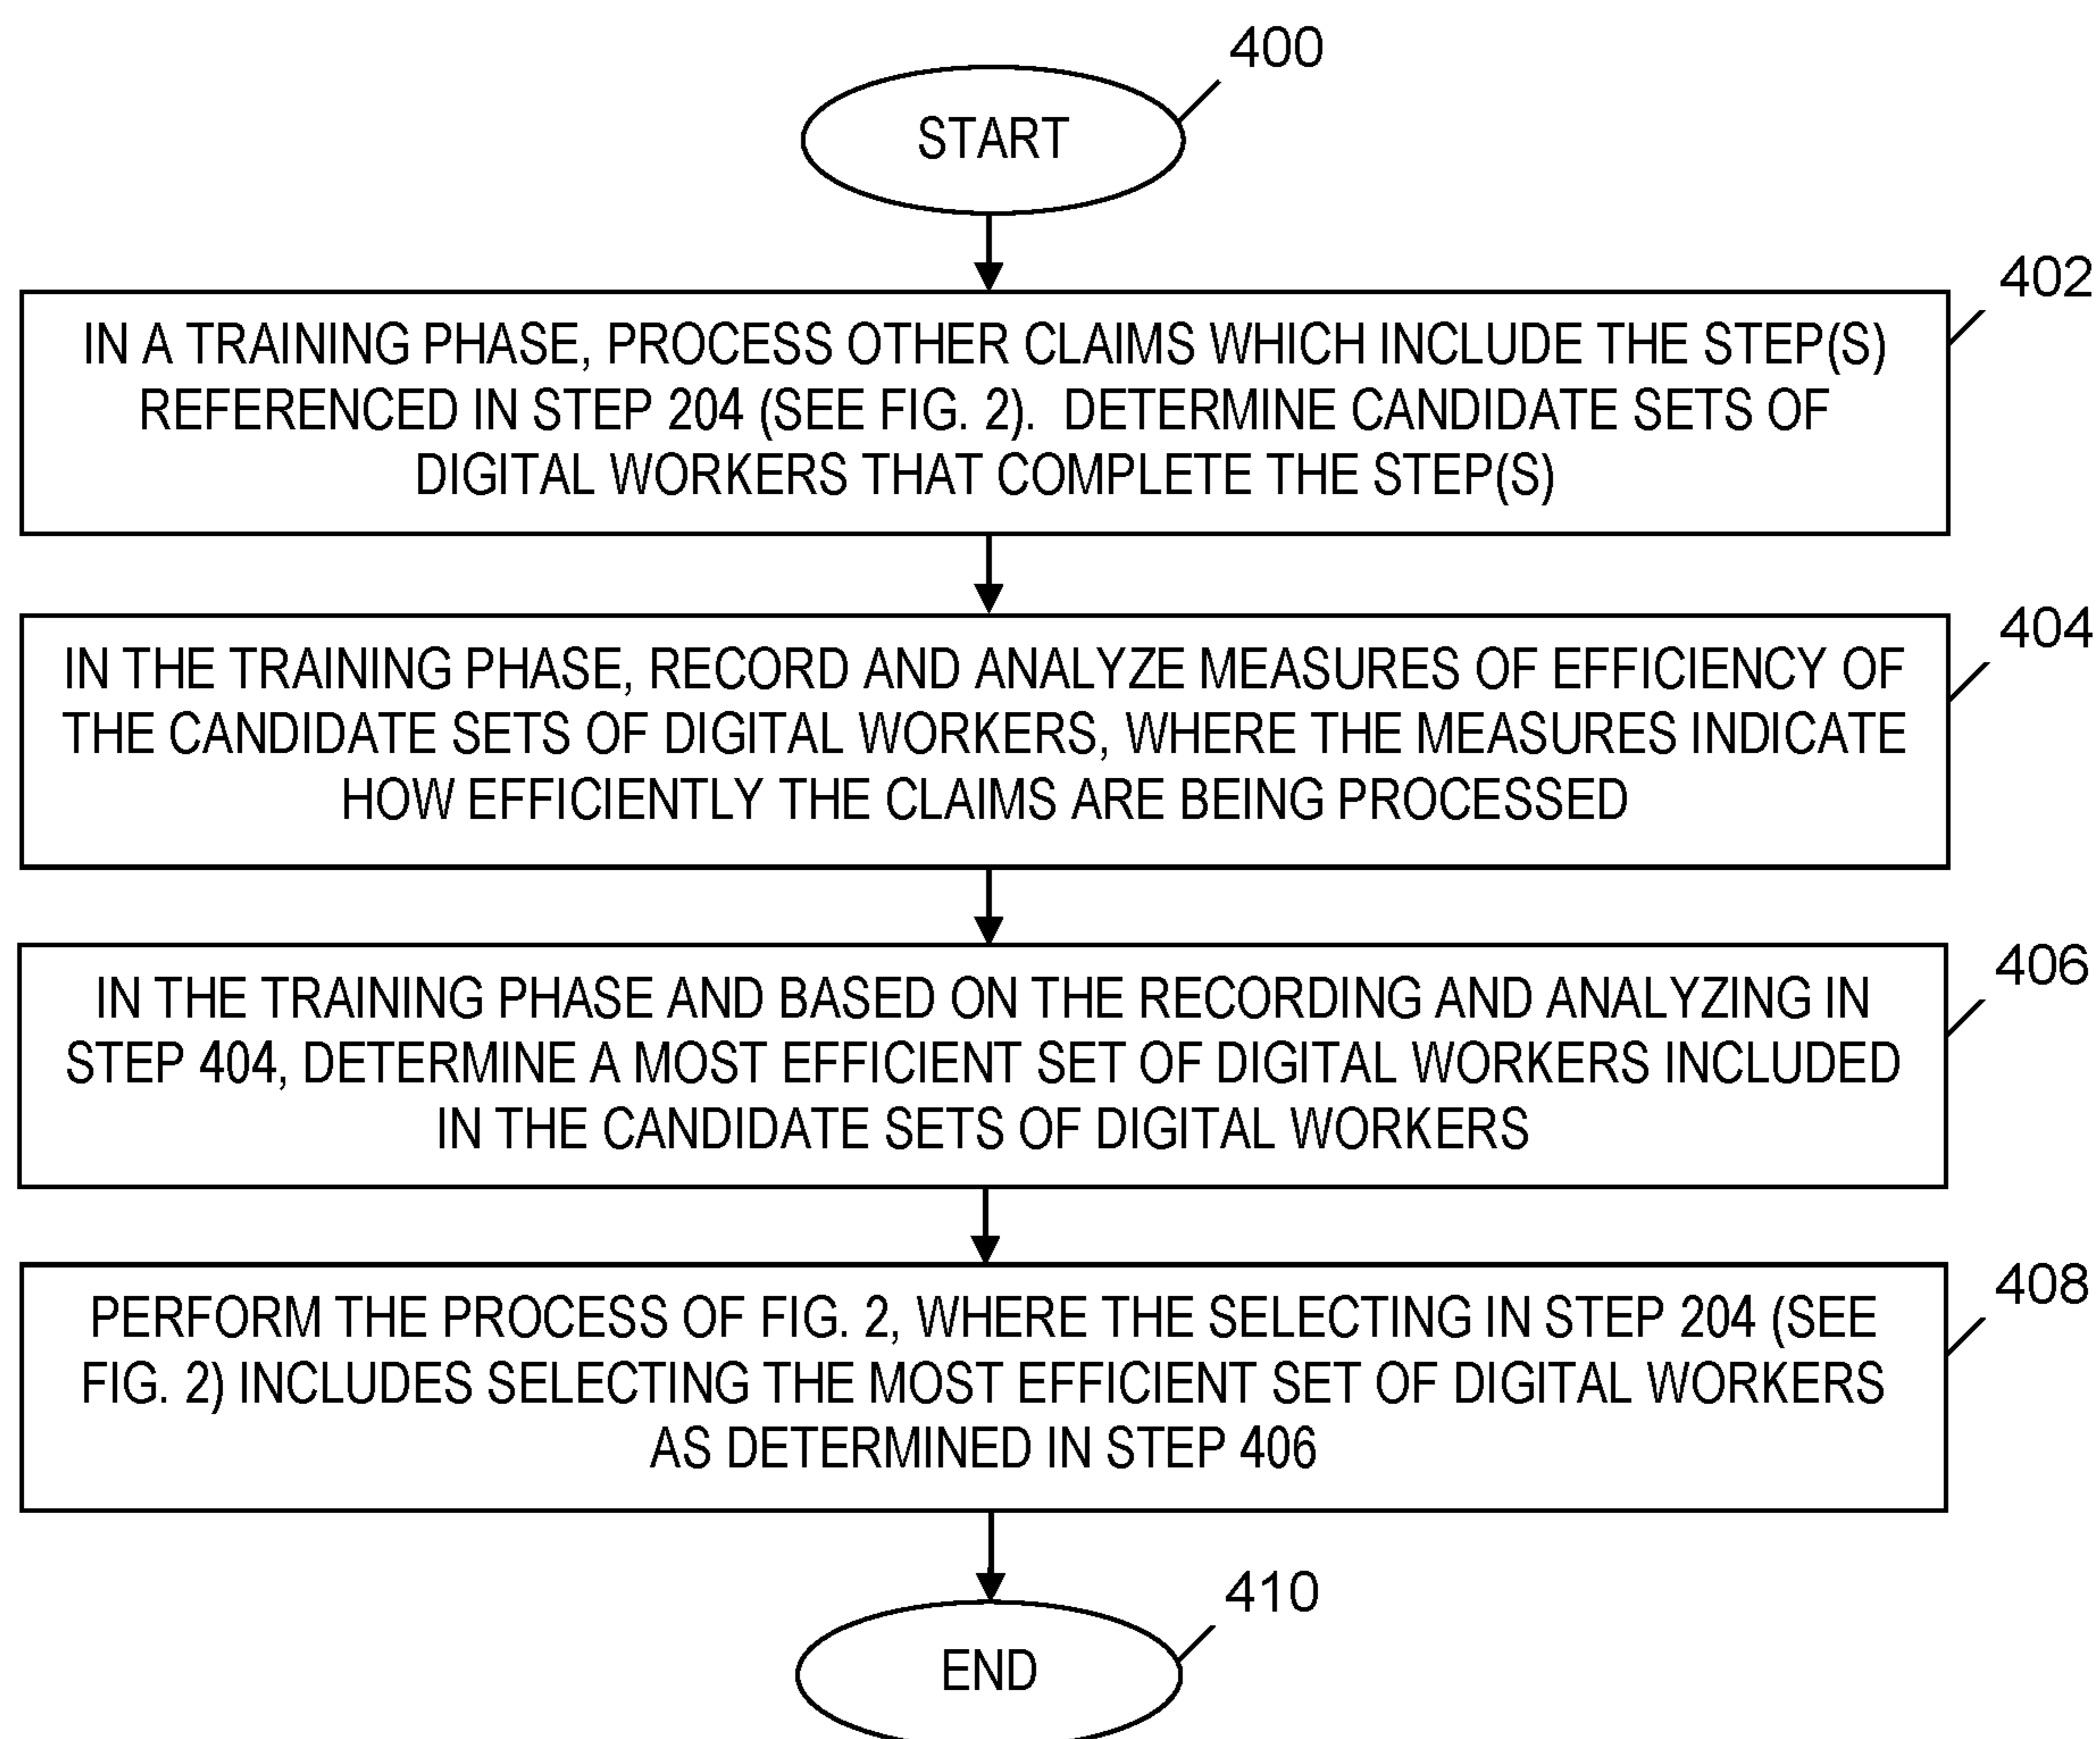 400
START
402
IN A TRAINING PHASE, PROCESS OTHER CLAIMS WHICH INCLUDE THE STEP(S)
REFERENCED IN STEP 204 (SEE FIG. 2). DETERMINE CANDIDATE SETS OF
DIGITAL WORKERS THAT COMPLETE THE STEP(S)
404
IN THE TRAINING PHASE, RECORD AND ANALYZE MEASURES OF EFFICIENCY OF
THE CANDIDATE SETS OF DIGITAL WORKERS, WHERE THE MEASURES INDICATE
HOW EFFICIENTLY THE CLAIMS ARE BEING PROCESSED
406
IN THE TRAINING PHASE AND BASED ON THE RECORDING AND ANALYZING IN
STEP 404, DETERMINE A MOST EFFICIENT SET OF DIGITAL WORKERS INCLUDED
IN THE CANDIDATE SETS OF DIGITAL WORKERS
408
PERFORM THE PROCESS OF FIG. 2, WHERE THE SELECTING IN STEP 204 (SEE
FIG. 2) INCLUDES SELECTING THE MOST EFFICIENT SET OF DIGITAL WORKERS
AS DETERMINED IN STEP 406
410
END